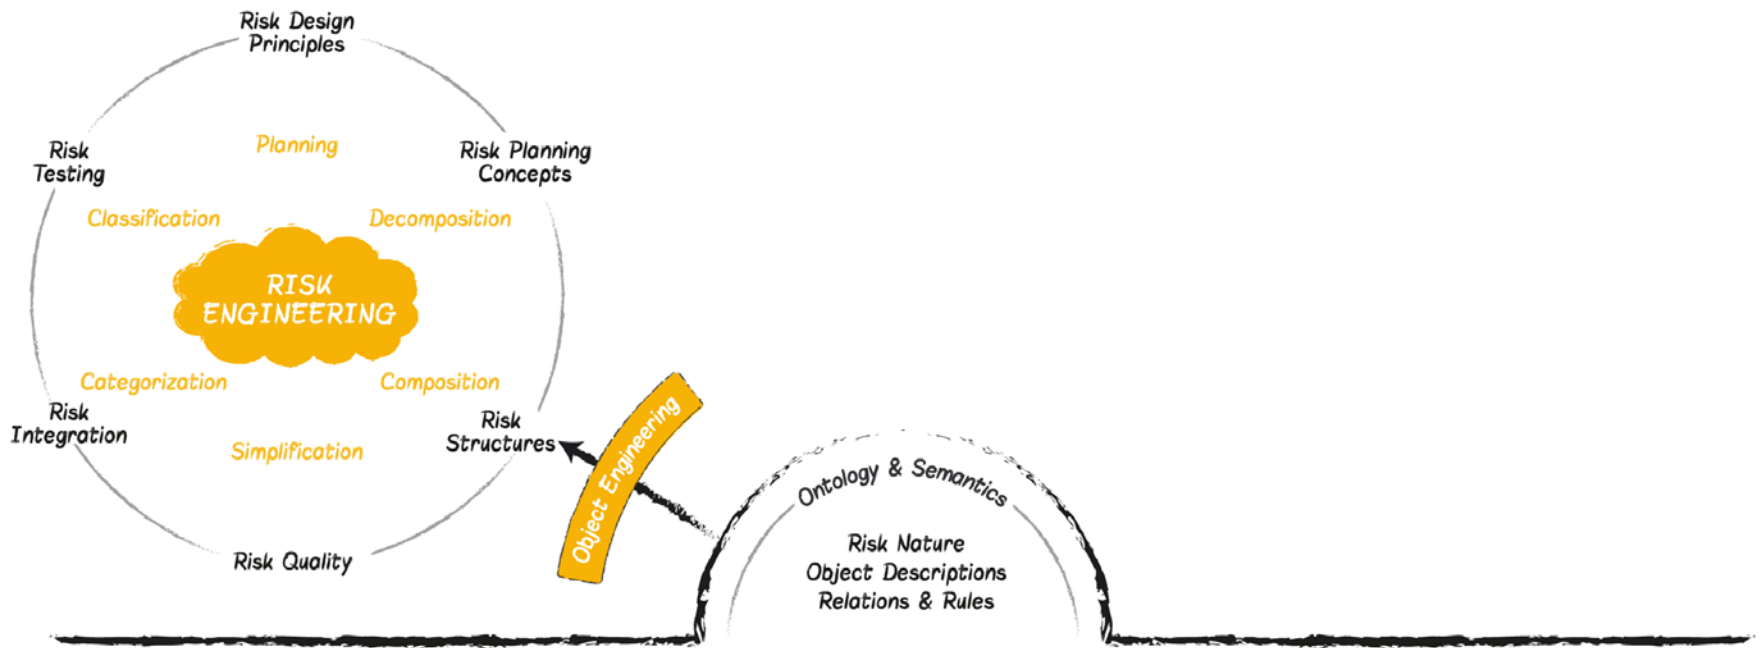 Risk Design
Principles
Risk
Testing
Planning
Risk Planning
Concepts
Classification
Decomposition
RISK
ENGINEERING
Categorization
Composition
Risk
Integration
Risk
Structures
Simplification
Risk Quality
Object Engineering
Ontology & Semantics
Risk Nature
Object Descriptions
Relations & Rules